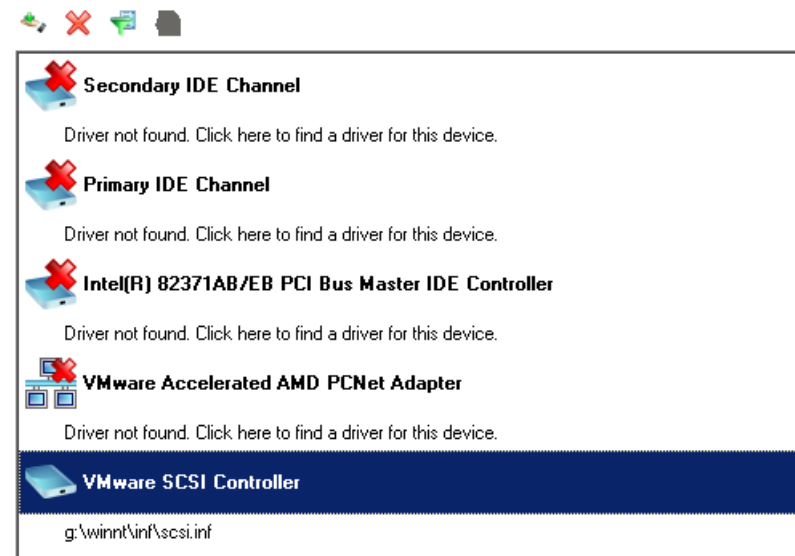 Secondary IDE Channel
Driver not found. Click here to find a driver for this device.
Primary IDE Channel
Driver not found. Click here to find a driver for this device.
Intel(R) 82371AB/EB PCI Bus Master IDE Controller
Driver not found. Click here to find a driver for this device.
VMware Accelerated AMD PCNet Adapter
Driver not found. Click here to find a driver for this device.
VMware SCSI Controller
g:\winnt\inf\scsi.inf